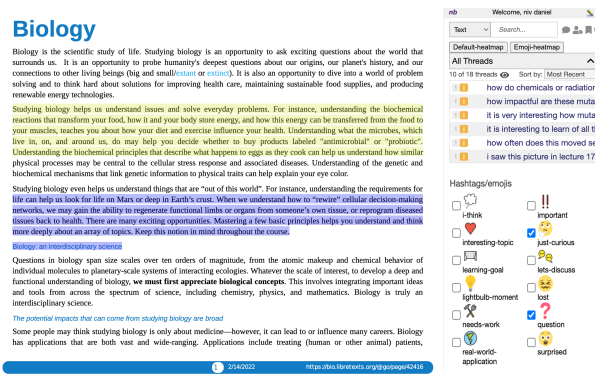 Biology
Biology is the scientific study of life. Studying biology is an opportunity to ask exciting questions about the world that
surrounds us. It is an opportunity to probe humanity's deepest questions about our origins, our planet's history, and our
connections to other living beings (big and small/extant or extinct). It is also an opportunity to dive into a world of problem
solving and to think hard about solutions for improving health care, maintaining sustainable food supplies, and producing
renewable energy technologies.
Studying biology helps us understand issues and solve everyday problems. For instance, understanding the biochemical
reactions that transform your food, how it and your body store energy, and how this energy can be transferred from the food to
your muscles, teaches you about how your diet and exercise influence your health. Understanding what the microbes, which
live in, on, and around us, do may help you decide whether to buy products labeled "antimicrobial" or "probiotic".
Understanding the biochemical principles that describe what happens to eggs as they cook can help us understand how similar
physical processes may be central to the cellular stress response and associated diseases. Understanding of the genetic and
biochemical mechanisms that link genetic information to physical traits can help explain your eye color.
Studying biology even helps us understand things that are “out of this world”. For instance, understanding the requirements for
life can help us look for life on Mars or deep in Earth's crust. When we understand how to “rewire” cellular decision-making
networks, we may gain the ability to regenerate functional limbs or organs from someone's own tissue, or reprogram diseased
tissues back to health. There are many exciting opportunities. Mastering a few basic principles helps you understand and think
more deeply about an array of topics. Keep this notion in mind throughout the course.
Biology: an interdisciplinary science
Questions in biology span size scales over ten orders of magnitude, from the atomic makeup and chemical behavior of
individual molecules to planetary-scale systems of interacting ecologies. Whatever the scale of interest, to develop a deep and
functional understanding of biology, we must first appreciate biological concepts. This involves integrating important ideas
and tools from across the spectrum of science, including chemistry, physics, and mathematics. Biology is truly an
interdisciplinary science.
The potential impacts that can come from studying biology are broad
Some people may think studying biology is only about medicine—however, it can lead to or influence many careers. Biology
has applications that are both vast and wide-ranging. Applications include treating (human or other animal) patients,
1 2/14/2022 https://bio.libretexts.org/@go/page/42416
nb Welcome, niv daniel
Text Search...
Default-heatmap Emoji-heatmap
All Threads
10 of 18 threads Sort by: Most Recent
1 how do chemicals or radiation
1 how impactful are these muta
1 it is very interesting how muta
1 it is interesting to learn of all t
1 how often does this moved se
1 i saw this picture in lecture 17
Hashtags/emojis
i-think
important
interesting-topic
just-curious
learning-goal
lets-discuss
lightbulb-moment
lost
needs-work
question
real-world-
application
surprised